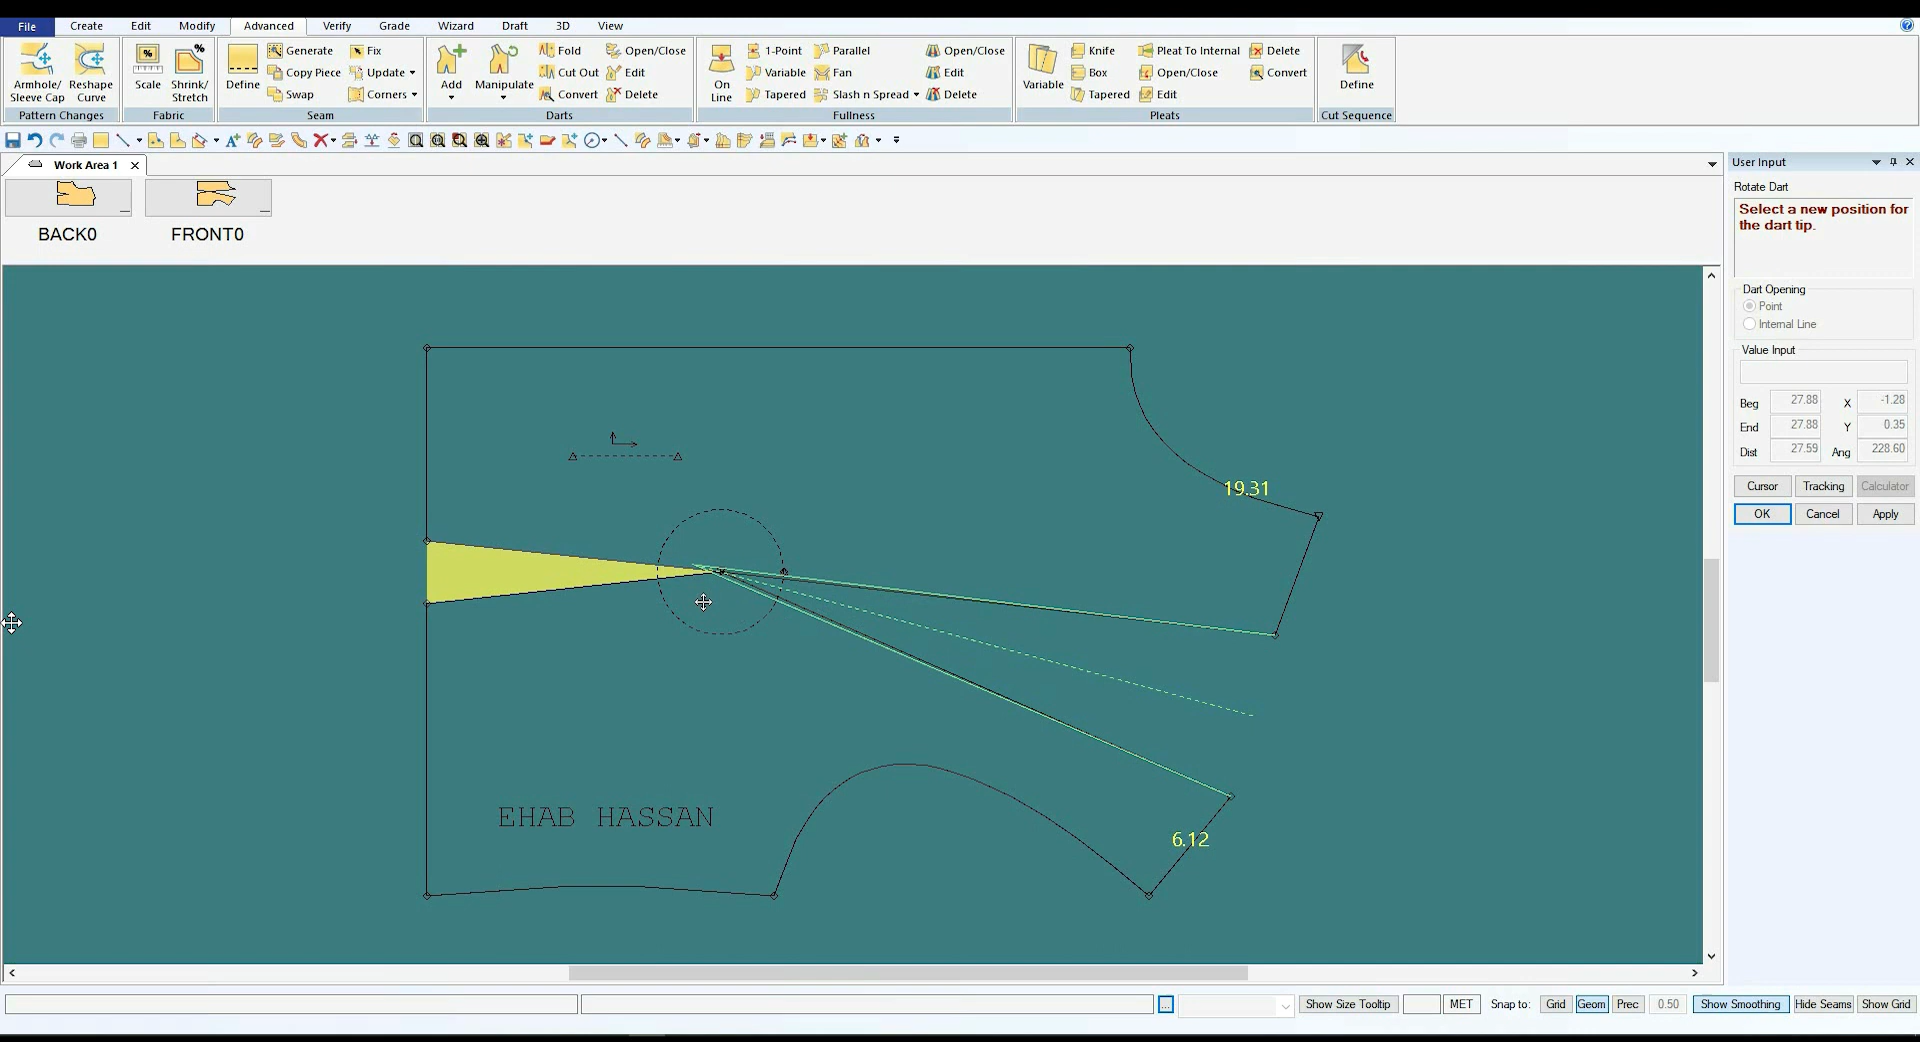 File Create Edit Modify Advanced Verify Grade Wizard Draft 3D View
Armhole/ Sleeve Cap
Reshape Curve
Pattern Changes
Scale
Shrink/ Stretch
Fabric
Define
Generate
Copy Piece
Swap
Fix
Update
Corners
Seam
Add
Manipulate
Fold
Cut Out
Convert
Open/Close
Edit
Delete
Darts
On Line
1-Point
Variable
Tapered
Parallel
Fan
Slash n Spread
Open/Close
Edit
Delete
Fullness
Variable
Knife
Box
Tapered
Pleat To Internal
Open/Close
Edit
Delete
Convert
Pleats
Define
Cut Sequence
Work Area 1
BACK0
FRONT0
19.31
6.12
EHAB HASSAN
User Input
Rotate Dart
Select a new position for
the dart tip.
Dart Opening
Point
Internal Line
Value Input
Beg 27.88 X -1.28
End 27.88 Y 0.35
Dist 27.59 Ang 228.60
Cursor Tracking Calculator
OK Cancel Apply
... Show Size Tooltip MET Snap to: Grid Geom Prec 0.50 Show Smoothing Hide Seams Show Grid